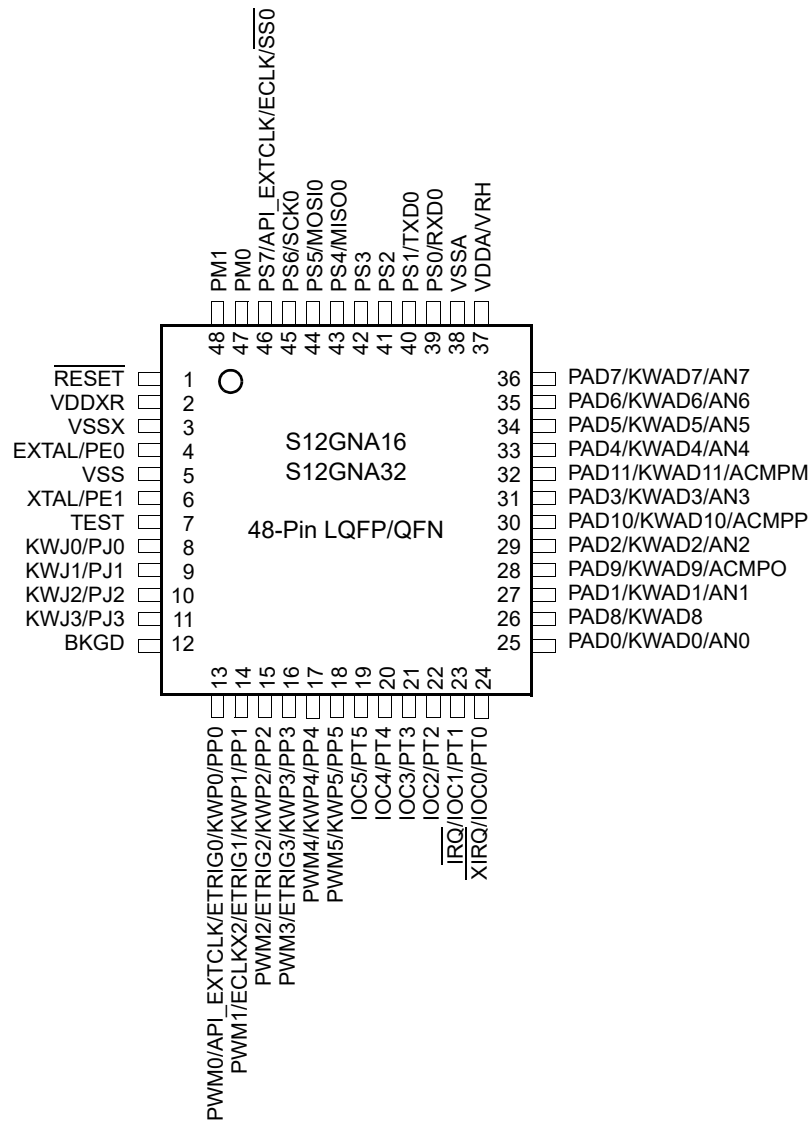 PS7/API_EXTCLK/ECLK/SS0
PM1
PM0
PS6/SCK0
PS5/MOSI0
PS4/MISO0
PS3
PS2
PS1/TXD0
PS0/RXD0
VSSA
VDDA/VRH
48
47
46
45
44
43
42
41
40
39
38
37
RESET 1
VDDXR 2
VSSX 3
EXTAL/PE0 4
VSS 5
XTAL/PE1 6
TEST 7
KWJ0/PJ0 8
KWJ1/PJ1 9
KWJ2/PJ2 10
KWJ3/PJ3 11
BKGD 12
S12GNA16
S12GNA32
48-Pin LQFP/QFN
36 PAD7/KWAD7/AN7
35 PAD6/KWAD6/AN6
34 PAD5/KWAD5/AN5
33 PAD4/KWAD4/AN4
32 PAD11/KWAD11/ACMPM
31 PAD3/KWAD3/AN3
30 PAD10/KWAD10/ACMPP
29 PAD2/KWAD2/AN2
28 PAD9/KWAD9/ACMPO
27 PAD1/KWAD1/AN1
26 PAD8/KWAD8
25 PAD0/KWAD0/AN0
13
14
15
16
17
18
19
20
21
22
23
24
PWM0/API_EXTCLK/ETRIG0/KWP0/PP0
PWM1/ECLKX2/ETRIG1/KWP1/PP1
PWM2/ETRIG2/KWP2/PP2
PWM3/ETRIG3/KWP3/PP3
PWM4/KWP4/PP4
PWM5/KWP5/PP5
IOC5/PT5
IOC4/PT4
IOC3/PT3
IOC2/PT2
IRQ/IOC1/PT1
XIRQ/IOC0/PT0